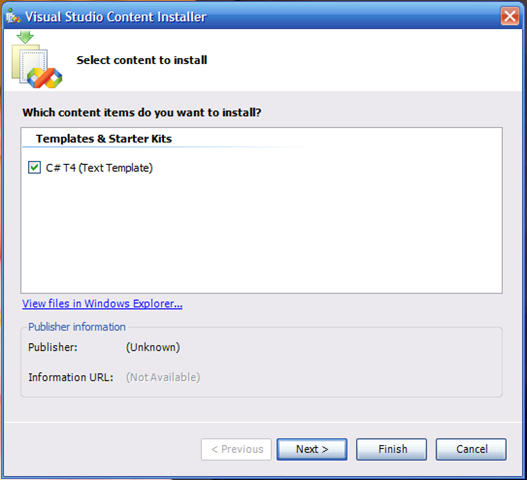 Visual Studio Content Installer
Select content to install
Which content items do you want to install?
Templates & Starter Kits
C# T4 (Text Template)
View files in Windows Explorer...
Publisher information
Publisher: (Unknown)
Information URL: (Not Available)
< Previous Next > Finish Cancel